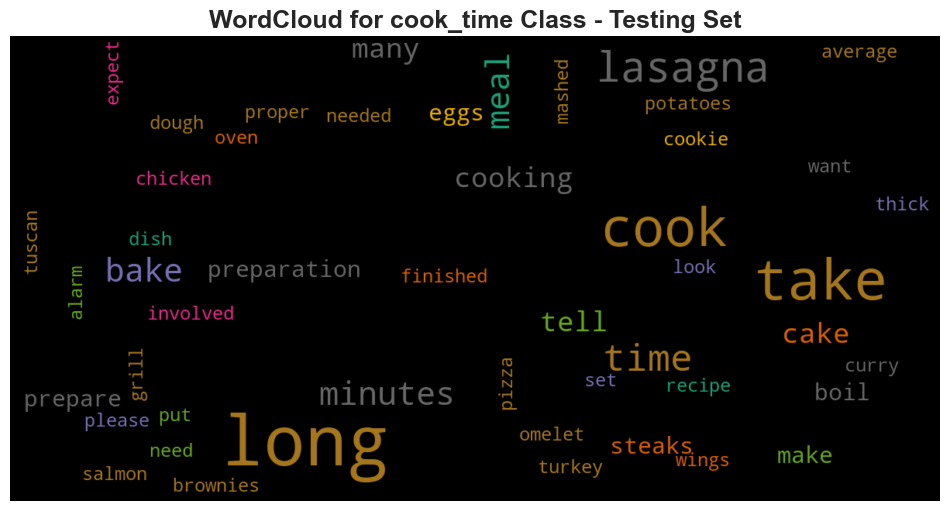 WordCloud for cook_time Class - Testing Set
expect
many
lasagna
average
meal
mashed
potatoes
dough
proper
needed
eggs
oven
cookie
chicken
cooking
want
thick
tuscan
dish
cook
bake
preparation
finished
look
take
alarm
involved
tell
cake
time
grill
pizza
curry
prepare
minutes
set
recipe
boil
please
put
long
omelet
steaks
need
wings
make
salmon
turkey
brownies